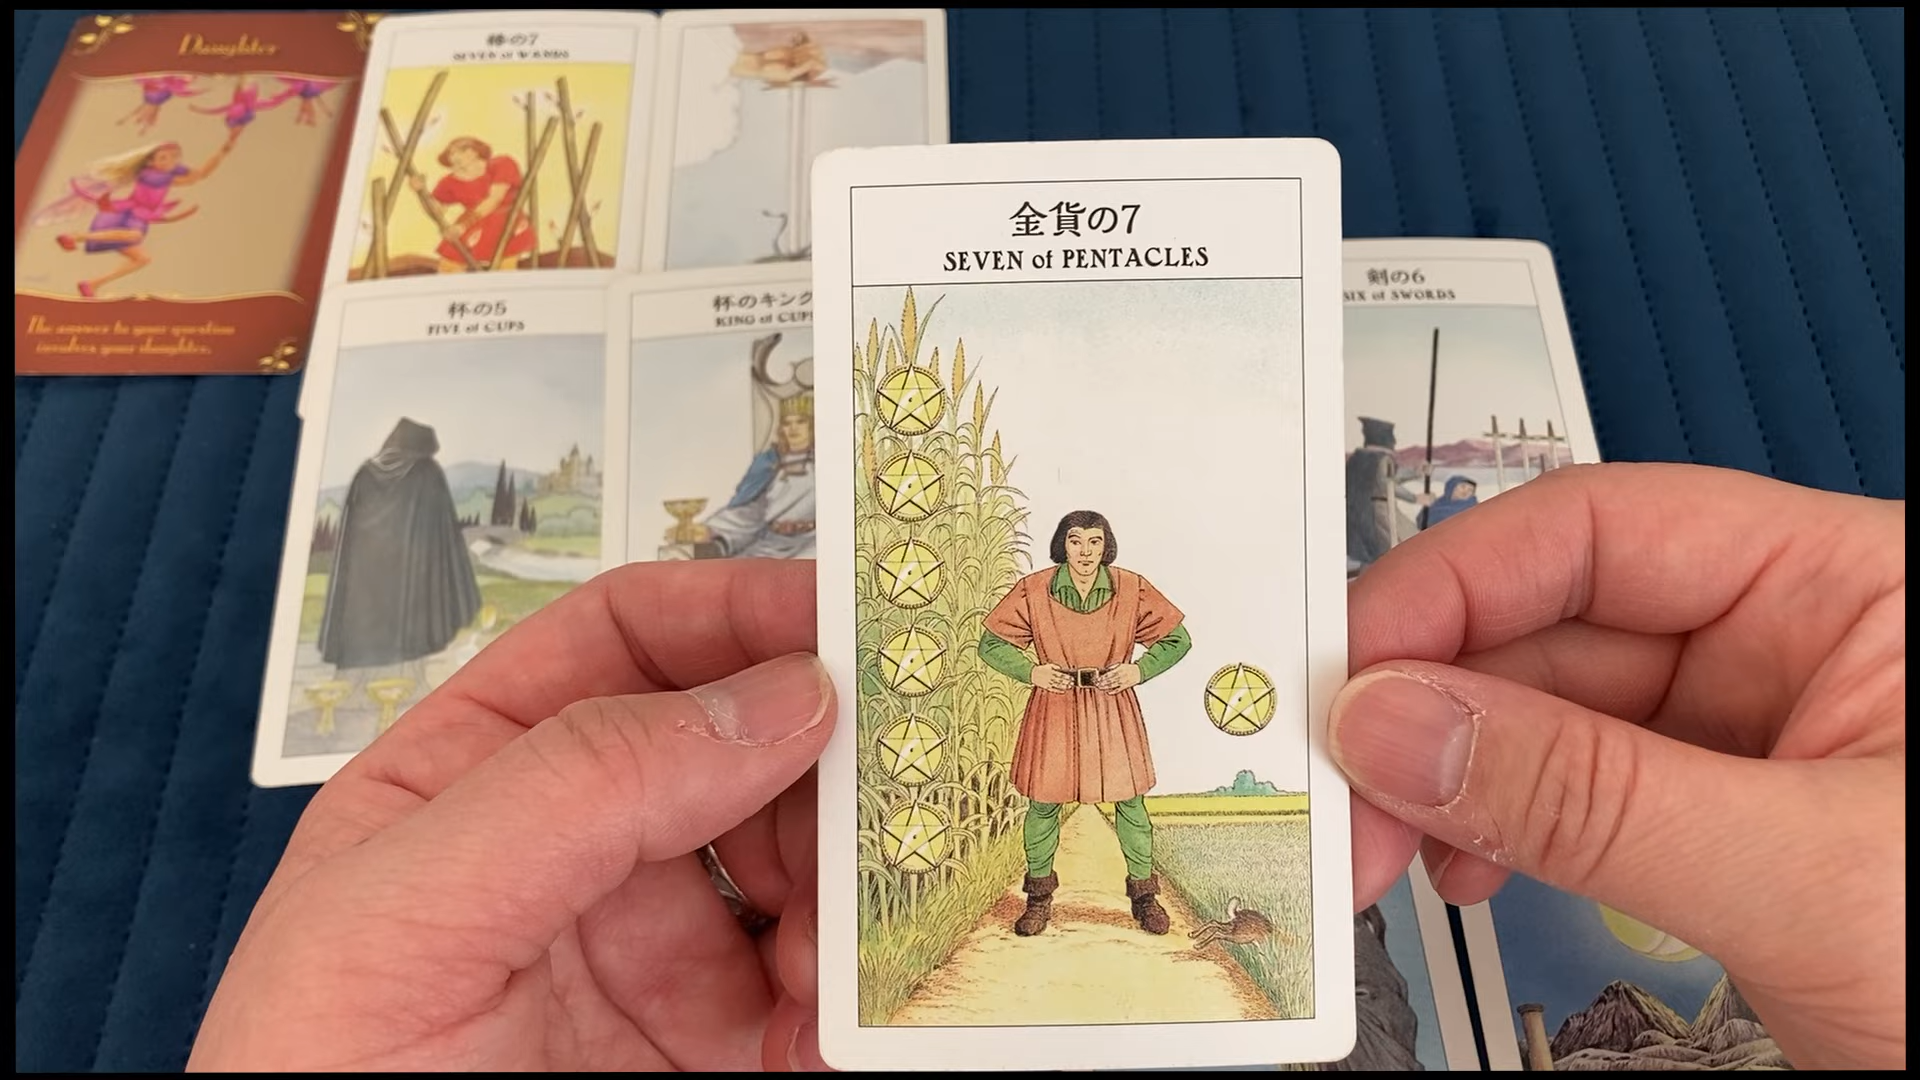 Daughter
The answer to your question
involves your daughter.
棒の7
SEVEN of WANDS
杯の5
FIVE of CUPS
杯のキング
KING of CUPS
金貨の7
SEVEN of PENTACLES
剣の6
SIX of SWORDS